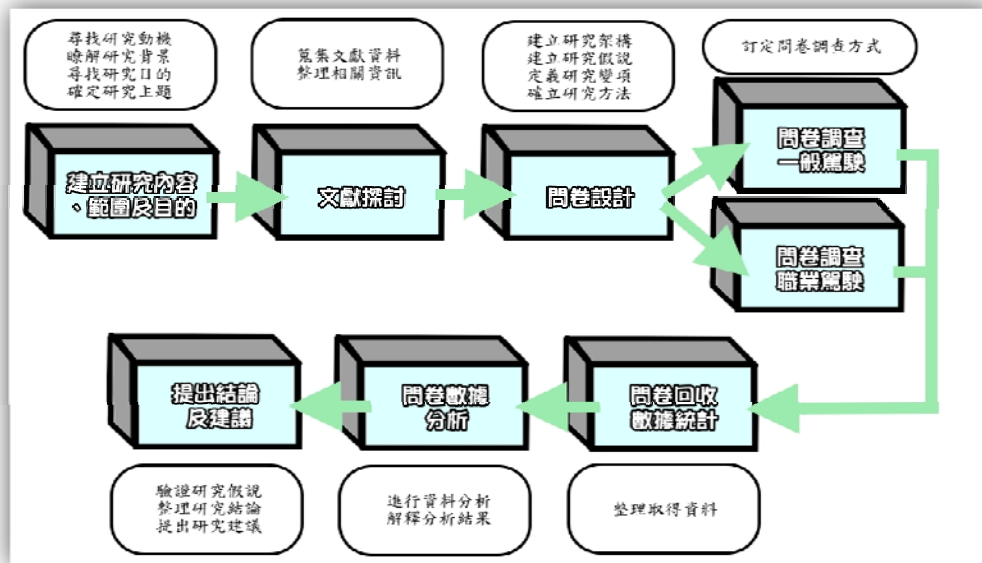 尋找研究動機
瞭解研究背景
尋找研究目的
確定研究主題
蒐集文獻資料
整理相關資訊
建立研究架構
建立研究假說
定義研究變項
確立研究方法
訂定問卷調查方式
建立研究內容
、範圍及目的
文獻探討
問卷設計
問卷調查
一般駕駛
問卷調查
職業駕駛
提出結論
及建議
問卷數據
分析
問卷回收
數據統計
驗證研究假說
整理研究結論
提出研究建議
進行資料分析
解釋分析結果
整理取得資料